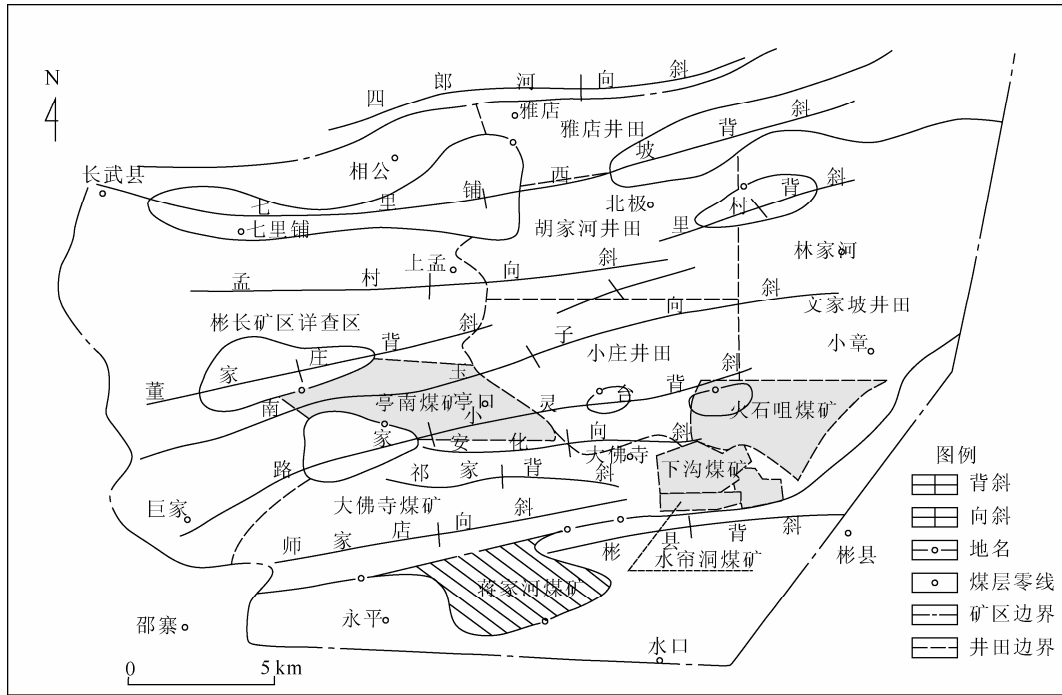 N
四郎河向斜
雅店
雅店井田
西坡背斜
相公
长武县
七里铺
七里铺
北极
里村背斜
胡家河井田
林家河
上孟
孟村向斜
文家坡井田
彬长矿区详查区
小章
小庄井田
董家庄背斜
南玉子向斜
亭南煤矿
亭口
火石咀煤矿
路家小灵台背斜
安化向斜
大佛寺
下沟煤矿
祁家背斜
大佛寺煤矿
巨家
师家店向斜
彬县背斜
水帘洞煤矿
彬县
蒋家河煤矿
邵寨
永平
水口
0 5 km
图例
背斜
向斜
地名
煤层零线
矿区边界
井田边界